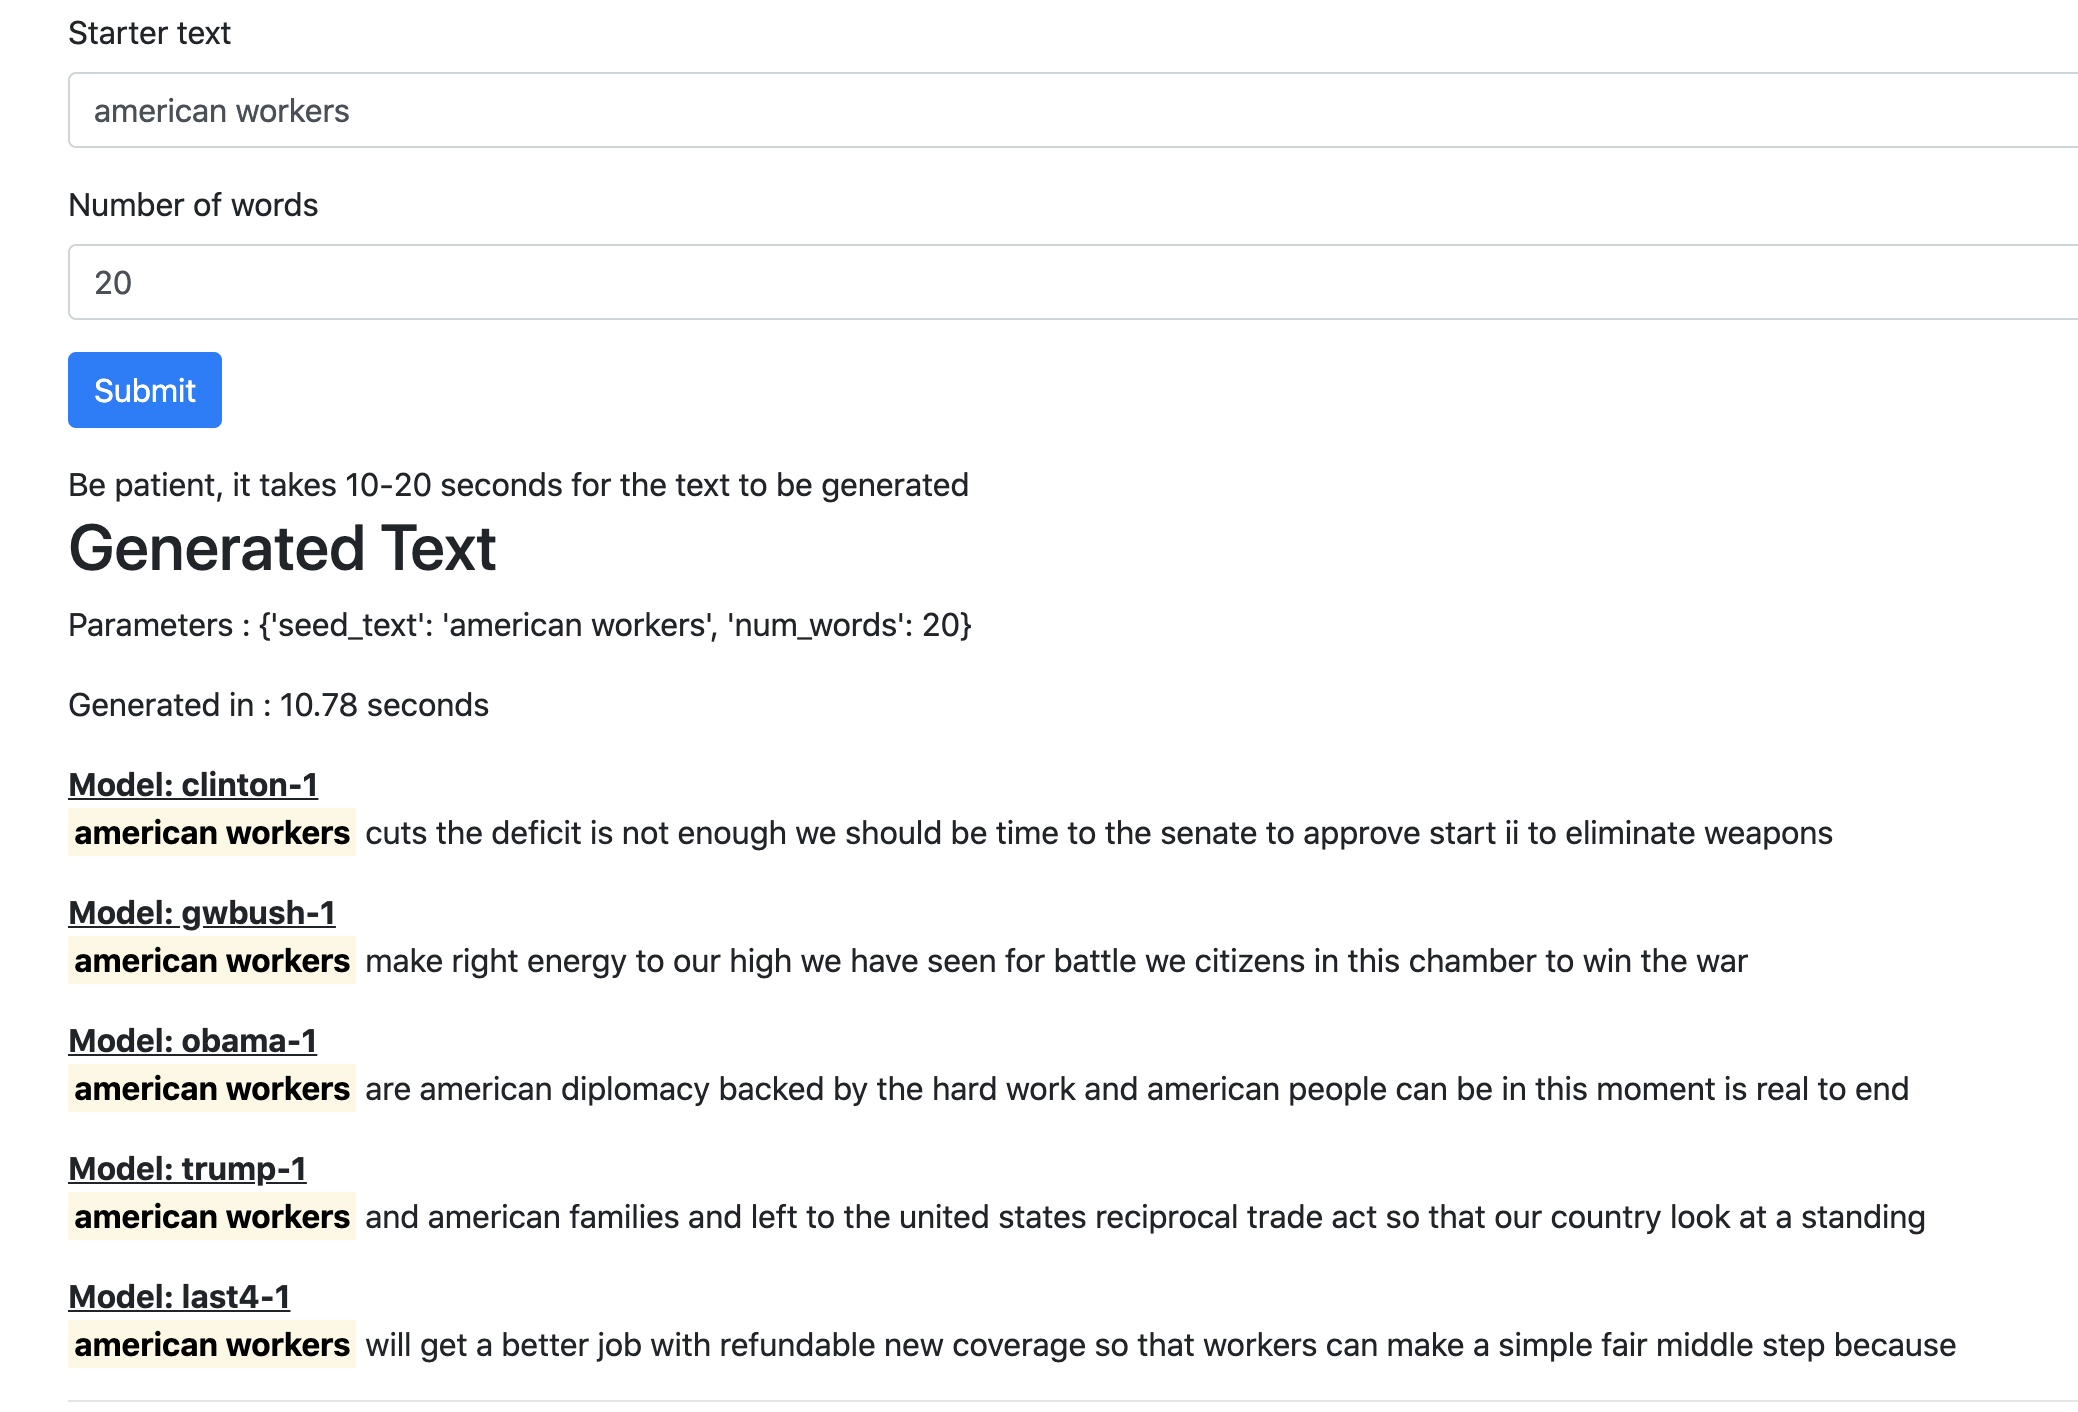 Starter text
american workers
Number of words
20
Submit
Be patient, it takes 10-20 seconds for the text to be generated
Generated Text
Parameters : {'seed_text': 'american workers', 'num_words': 20}
Generated in : 10.78 seconds
Model: clinton-1
american workers cuts the deficit is not enough we should be time to the senate to approve start ii to eliminate weapons
Model: gwbush-1
american workers make right energy to our high we have seen for battle we citizens in this chamber to win the war
Model: obama-1
american workers are american diplomacy backed by the hard work and american people can be in this moment is real to end
Model: trump-1
american workers and american families and left to the united states reciprocal trade act so that our country look at a standing
Model: last4-1
american workers will get a better job with refundable new coverage so that workers can make a simple fair middle step because